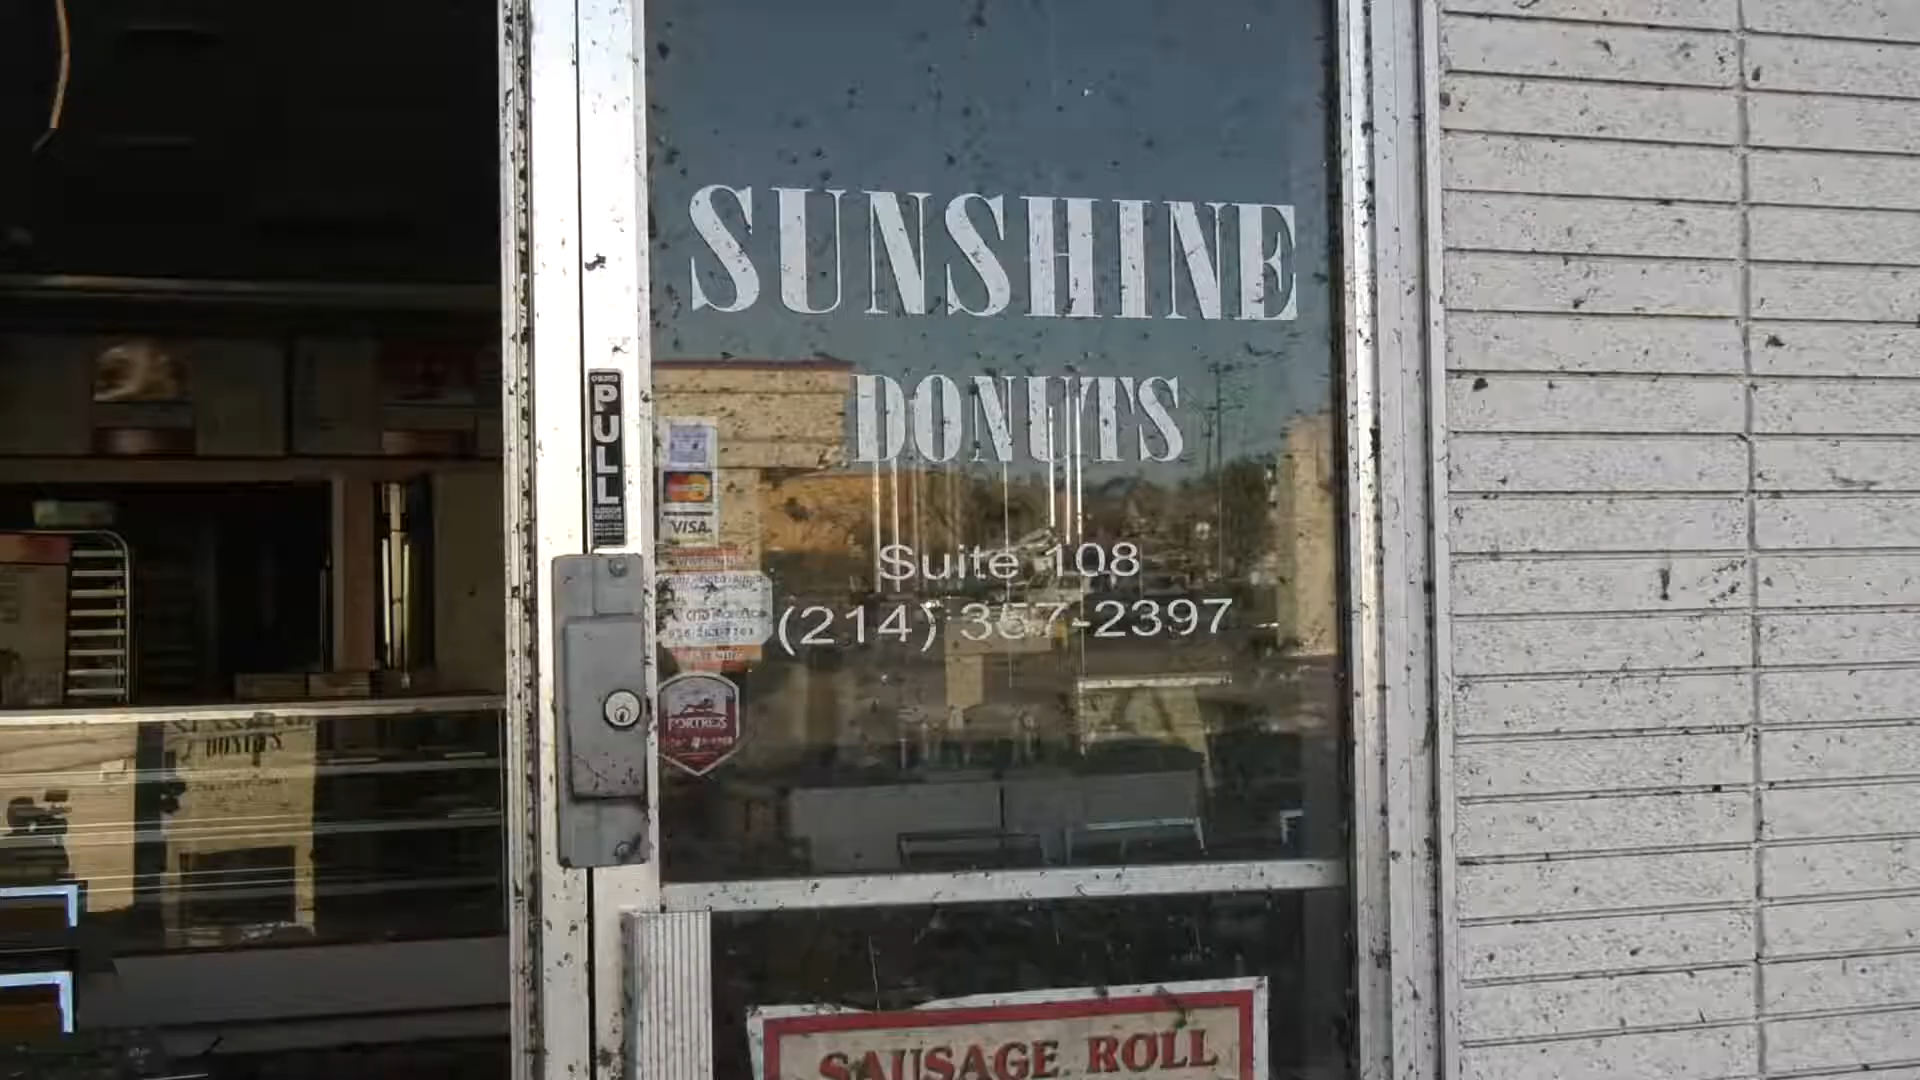 SUNSHINE
DONUTS
PULL
VISA
Suite 108
(214) 357-2397
FORTRESS
SAUSAGE ROLL